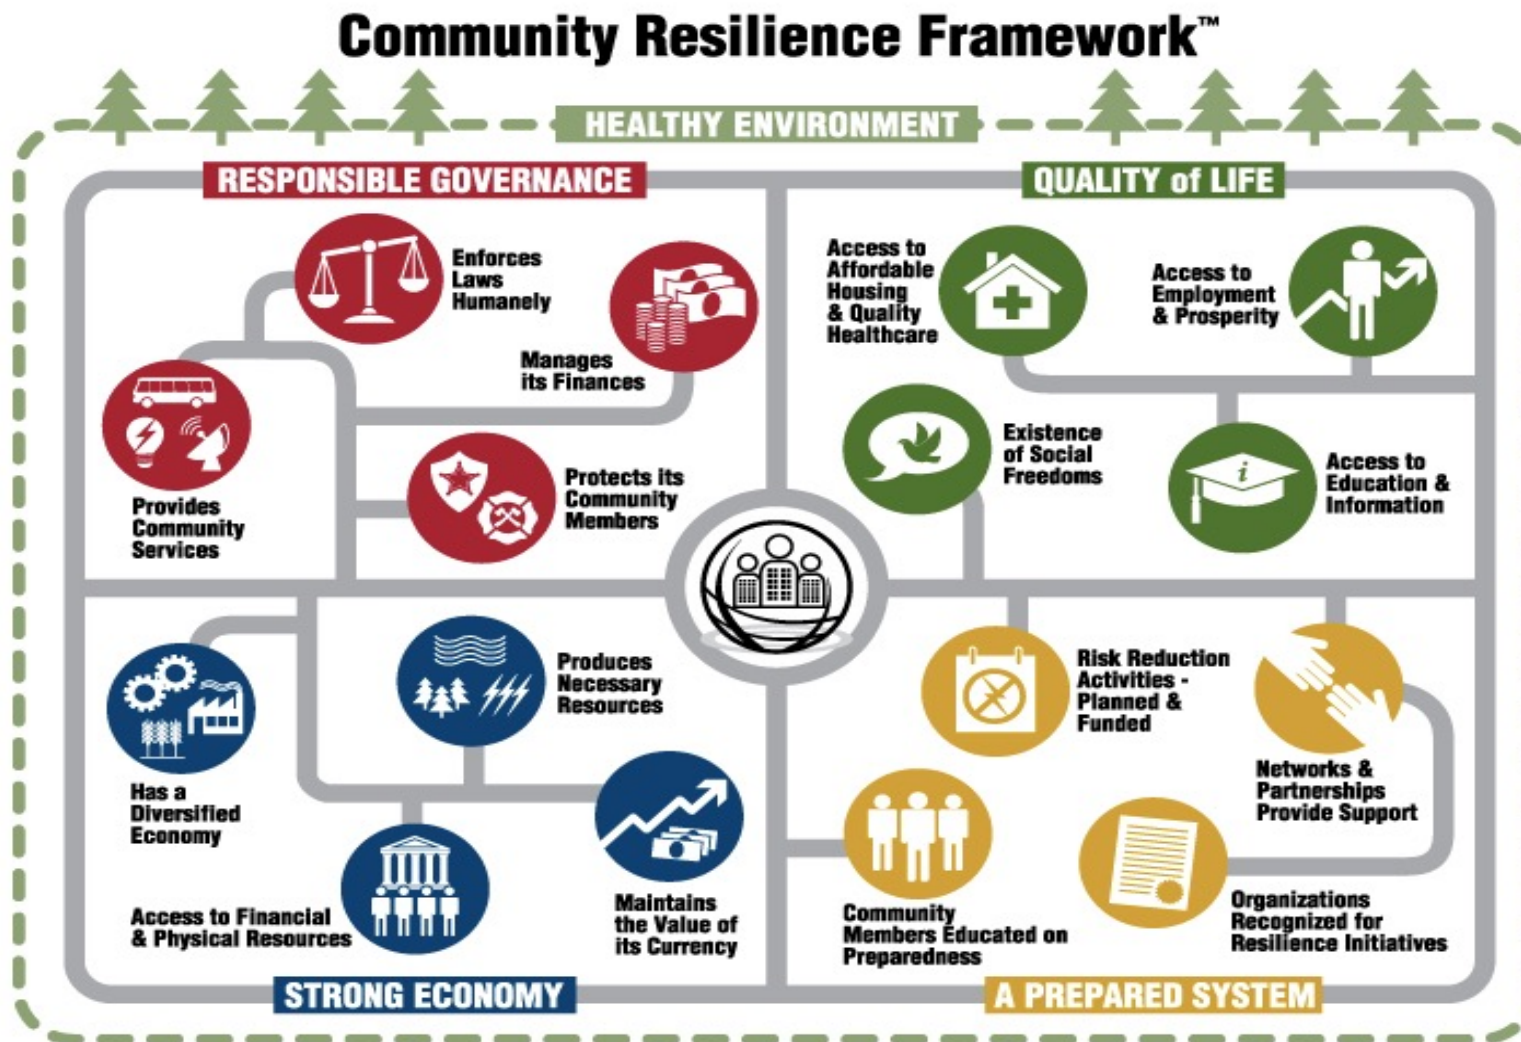 Community Resilience Framework™
HEALTHY ENVIRONMENT
RESPONSIBLE GOVERNANCE
Enforces
Laws
Humanely
Manages
its Finances
Provides
Community
Services
Protects its
Community
Members
QUALITY of LIFE
Access to
Affordable
Housing
& Quality
Healthcare
Access to
Employment
& Prosperity
Existence
of Social
Freedoms
i
Access to
Education &
Information
Has a
Diversified
Economy
Produces
Necessary
Resources
Access to Financial
& Physical Resources
Maintains
the Value of
its Currency
STRONG ECONOMY
Risk Reduction
Activities -
Planned &
Funded
Networks &
Partnerships
Provide Support
Community
Members Educated on
Preparedness
Organizations
Recognized for
Resilience Initiatives
A PREPARED SYSTEM